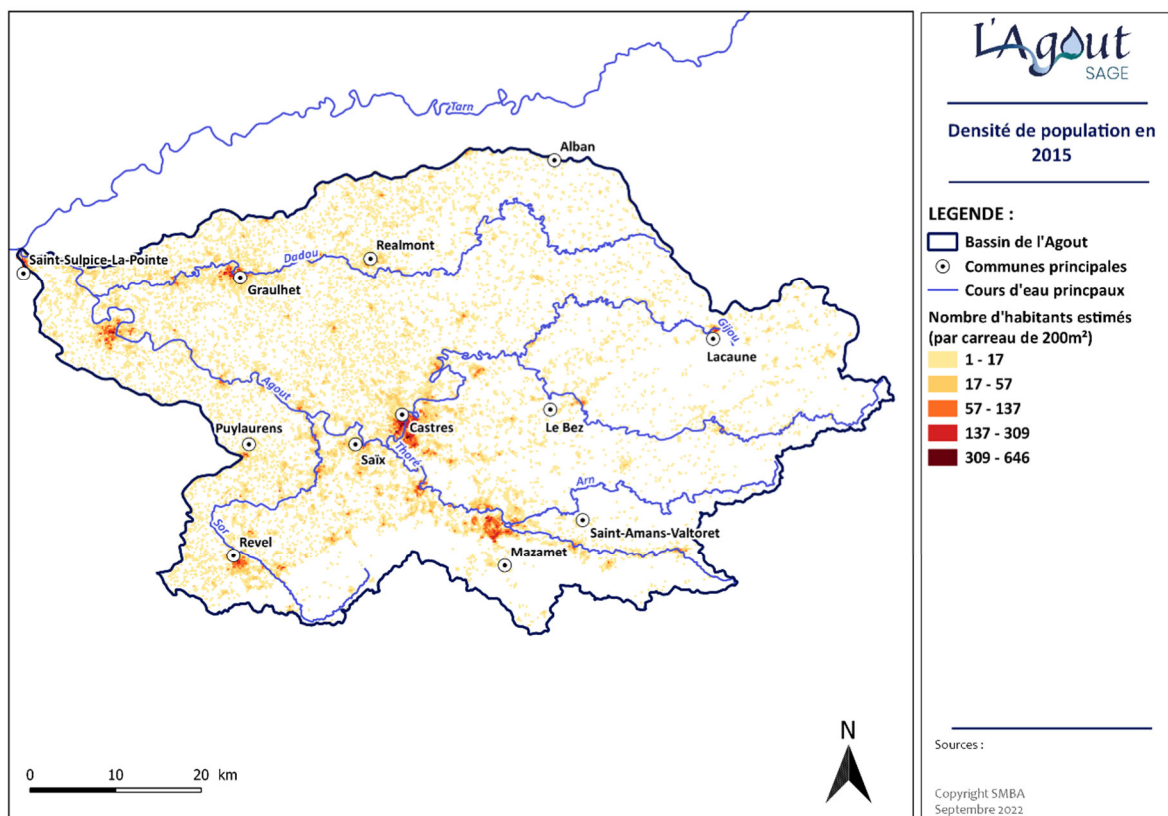 Tarn
Alban
Saint-Sulpice-La-Pointe
Dadou
Realmont
Graulhet
Gijou
Lacaune
Agout
Puylaurens
Castres
Le Bez
Saïx
Thoré
Arn
Saint-Amans-Valtoret
Sor
Revel
Mazamet
0 10 20 km
N
L'Agout
SAGE
Densité de population en
2015
LEGENDE :
Bassin de l'Agout
Communes principales
Cours d'eau princpaux
Nombre d'habitants estimés
(par carreau de 200m²)
1 - 17
17 - 57
57 - 137
137 - 309
309 - 646
Sources :
Copyright SMBA
Septembre 2022